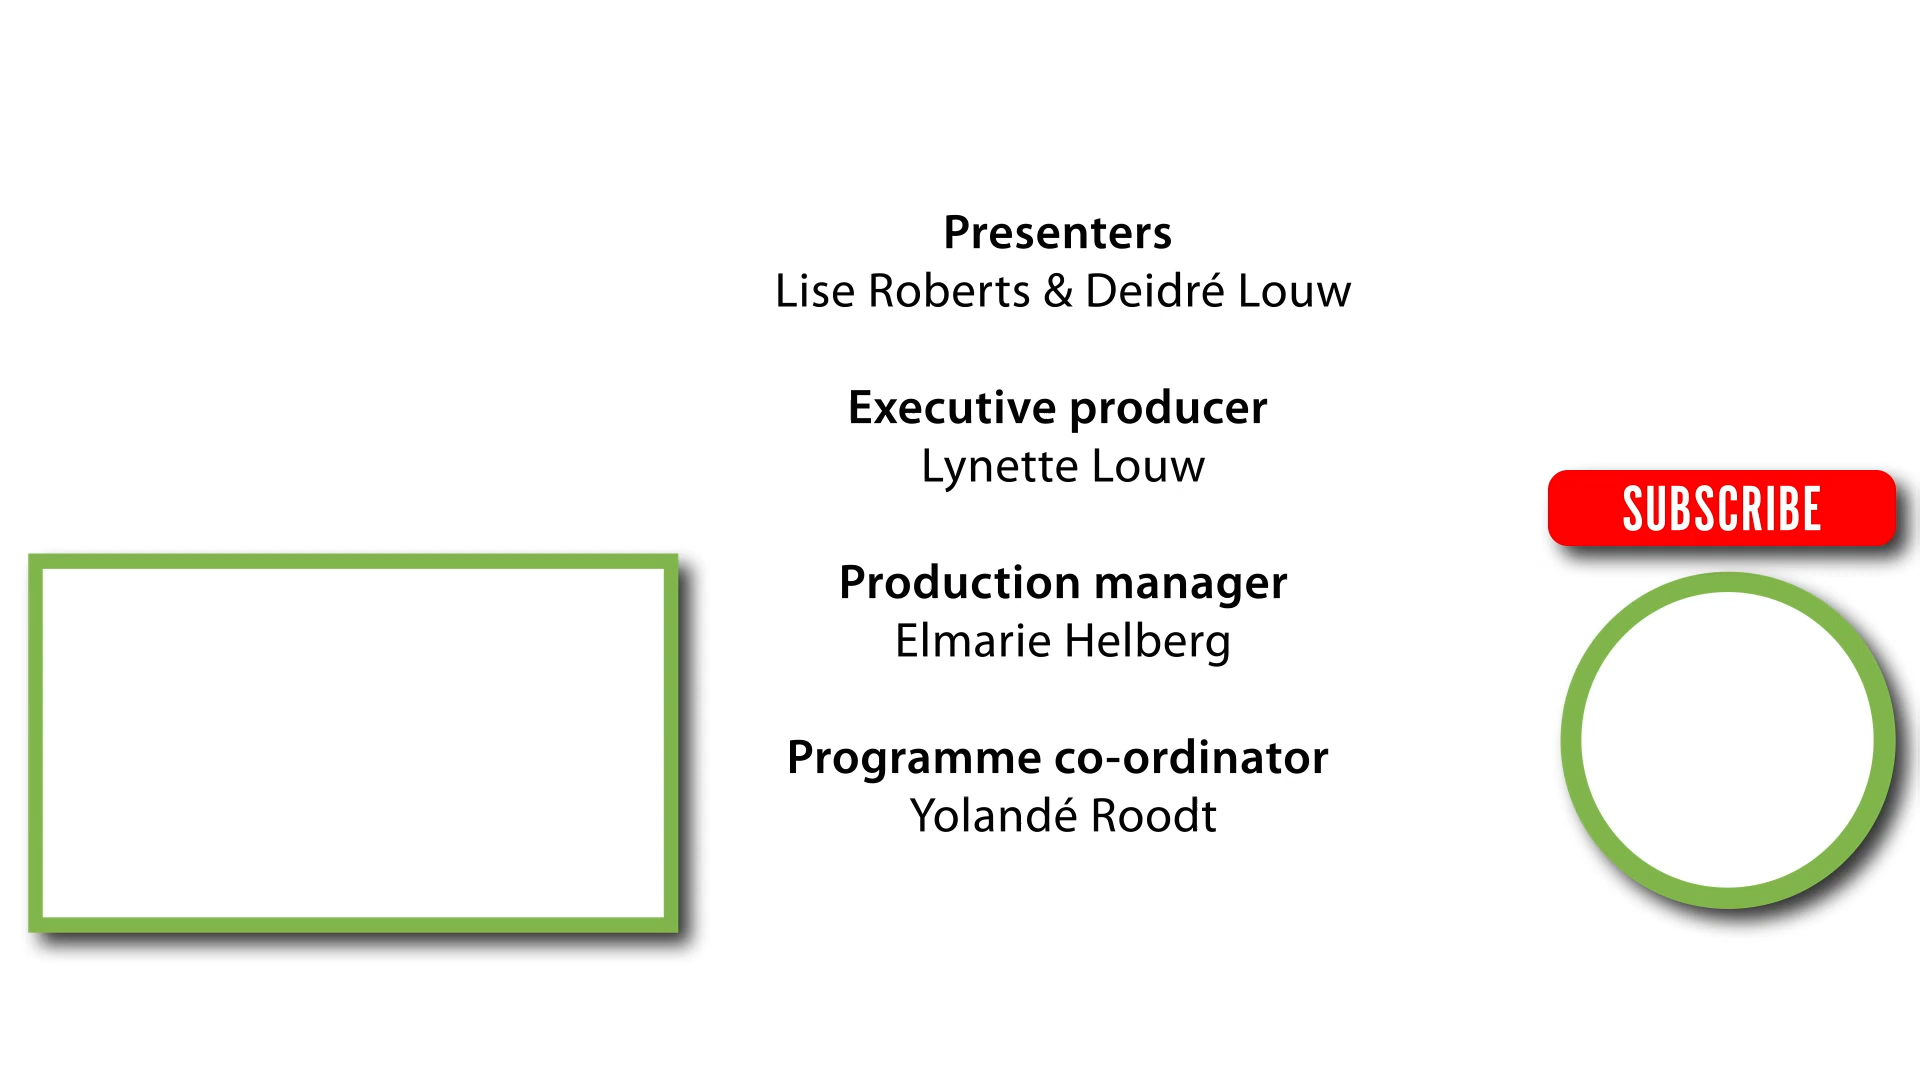 Presenters
Lise Roberts & Deidré Louw
Executive producer
Lynette Louw
Production manager
Elmarie Helberg
Programme co-ordinator
Yolandé Roodt
SUBSCRIBE